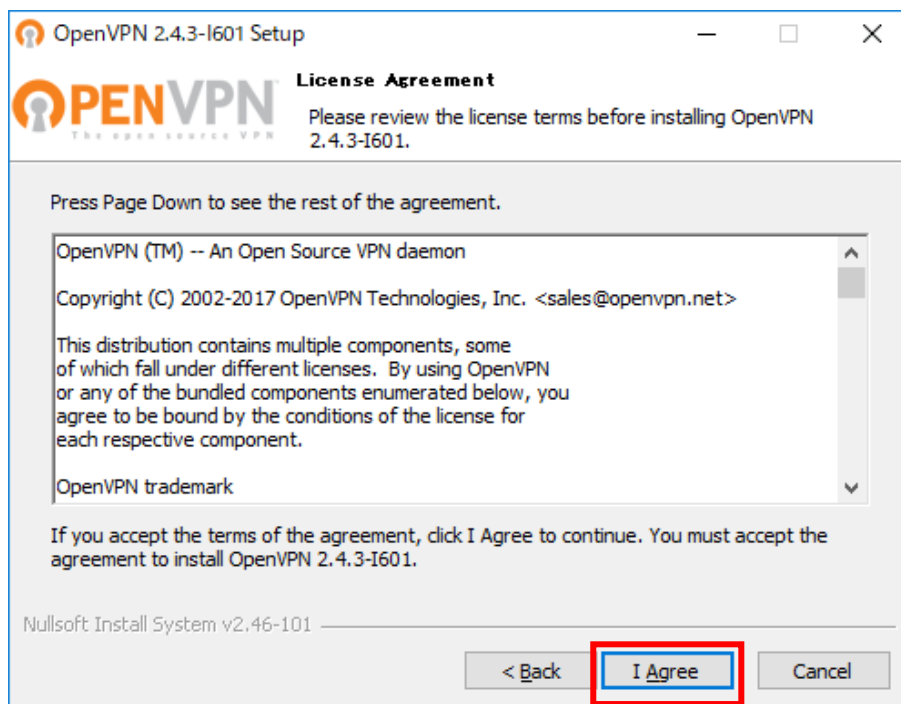 OpenVPN 2.4.3-I601 Setup
OPENVPN
The open source VPN
License Agreement
Please review the license terms before installing OpenVPN
2.4.3-I601.
Press Page Down to see the rest of the agreement.
OpenVPN (TM) -- An Open Source VPN daemon
Copyright (C) 2002-2017 OpenVPN Technologies, Inc. <sales@openvpn.net>
This distribution contains multiple components, some
of which fall under different licenses.  By using OpenVPN
or any of the bundled components enumerated below, you
agree to be bound by the conditions of the license for
each respective component.
OpenVPN trademark
If you accept the terms of the agreement, click I Agree to continue. You must accept the
agreement to install OpenVPN 2.4.3-I601.
Nullsoft Install System v2.46-101
< Back
I Agree
Cancel